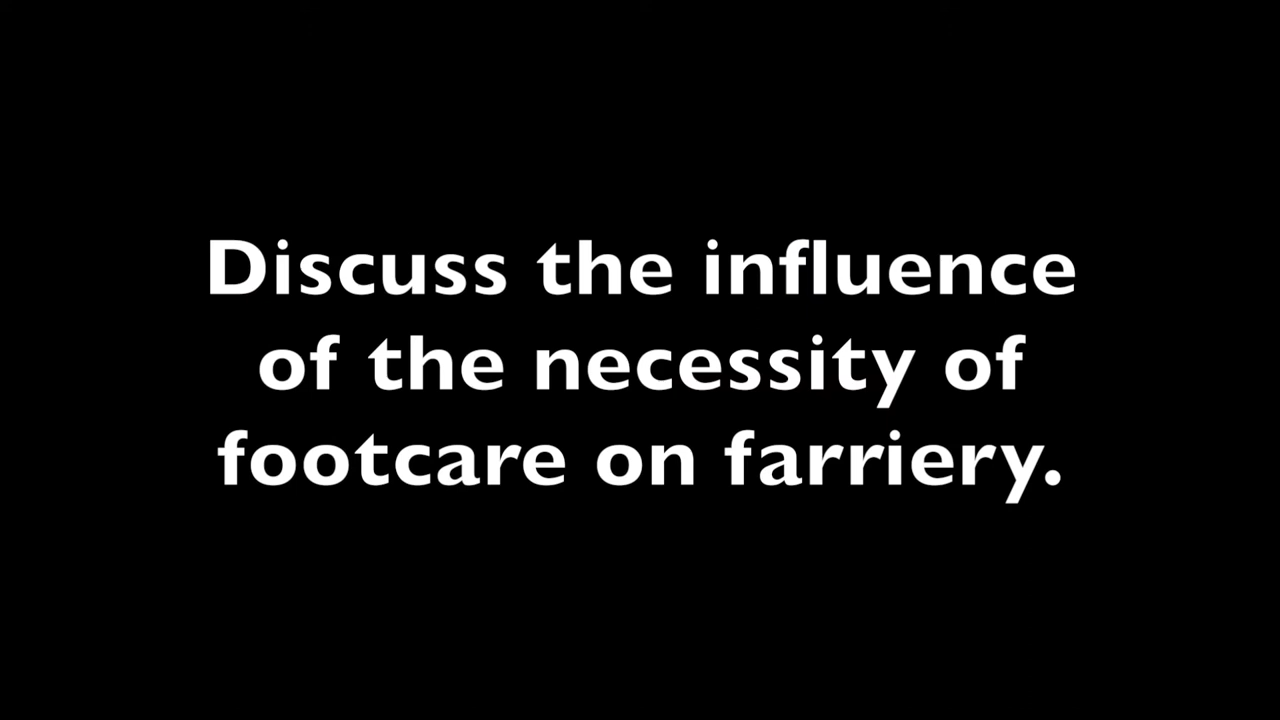 Discuss the influence
of the necessity of
footcare on farriery.